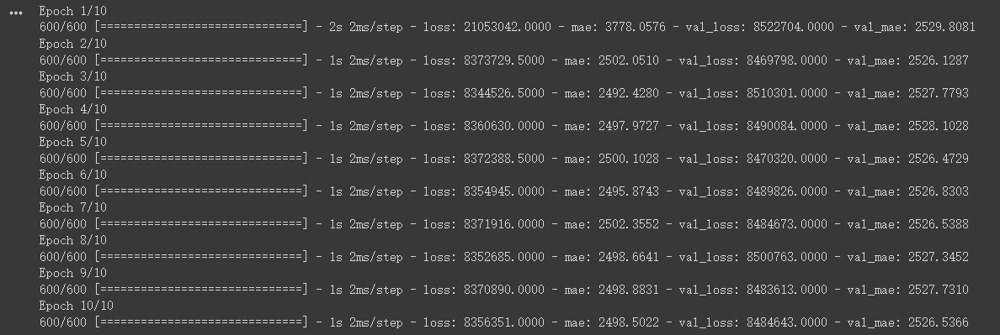 Epoch 1/10
600/600 [==============================] - 2s 2ms/step - loss: 21053042.0000 - mae: 3778.0576 - val_loss: 8522704.0000 - val_mae: 2529.8081
Epoch 2/10
600/600 [==============================] - 1s 2ms/step - loss: 8373729.5000 - mae: 2502.0510 - val_loss: 8469798.0000 - val_mae: 2526.1287
Epoch 3/10
600/600 [==============================] - 1s 2ms/step - loss: 8344526.5000 - mae: 2492.4280 - val_loss: 8510301.0000 - val_mae: 2527.7793
Epoch 4/10
600/600 [==============================] - 1s 2ms/step - loss: 8360630.0000 - mae: 2497.9727 - val_loss: 8490084.0000 - val_mae: 2528.1028
Epoch 5/10
600/600 [==============================] - 1s 2ms/step - loss: 8372388.5000 - mae: 2500.1028 - val_loss: 8470320.0000 - val_mae: 2526.4729
Epoch 6/10
600/600 [==============================] - 1s 2ms/step - loss: 8354945.0000 - mae: 2495.8743 - val_loss: 8489826.0000 - val_mae: 2526.8303
Epoch 7/10
600/600 [==============================] - 1s 2ms/step - loss: 8371916.0000 - mae: 2502.3552 - val_loss: 8484673.0000 - val_mae: 2526.5388
Epoch 8/10
600/600 [==============================] - 1s 2ms/step - loss: 8352685.0000 - mae: 2498.6641 - val_loss: 8500763.0000 - val_mae: 2527.3452
Epoch 9/10
600/600 [==============================] - 1s 2ms/step - loss: 8370890.0000 - mae: 2498.8831 - val_loss: 8483613.0000 - val_mae: 2527.7310
Epoch 10/10
600/600 [==============================] - 1s 2ms/step - loss: 8356351.0000 - mae: 2498.5022 - val_loss: 8484643.0000 - val_mae: 2526.5366